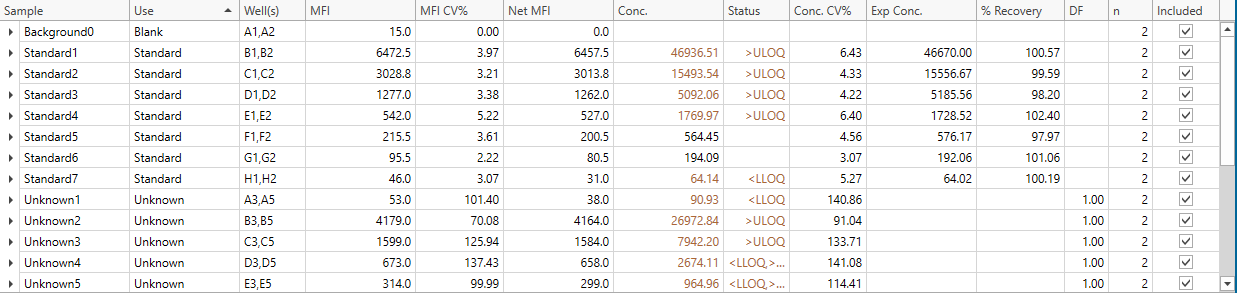 Sample Use Well(s) MFI MFI CV% Net MFI Conc. Status Conc. CV% Exp Conc. % Recovery DF n Included
Background0 Blank A1,A2 15.0 0.00 0.0 2
Standard1 Standard B1,B2 6472.5 3.97 6457.5 46936.51 >ULOQ 6.43 46670.00 100.57 2
Standard2 Standard C1,C2 3028.8 3.21 3013.8 15493.54 >ULOQ 4.33 15556.67 99.59 2
Standard3 Standard D1,D2 1277.0 3.38 1262.0 5092.06 >ULOQ 4.22 5185.56 98.20 2
Standard4 Standard E1,E2 542.0 5.22 527.0 1769.97 >ULOQ 6.40 1728.52 102.40 2
Standard5 Standard F1,F2 215.5 3.61 200.5 564.45 4.56 576.17 97.97 2
Standard6 Standard G1,G2 95.5 2.22 80.5 194.09 3.07 192.06 101.06 2
Standard7 Standard H1,H2 46.0 3.07 31.0 64.14 <LLOQ 5.27 64.02 100.19 2
Unknown1 Unknown A3,A5 53.0 101.40 38.0 90.93 <LLOQ 140.86 1.00 2
Unknown2 Unknown B3,B5 4179.0 70.08 4164.0 26972.84 >ULOQ 91.04 1.00 2
Unknown3 Unknown C3,C5 1599.0 125.94 1584.0 7942.20 >ULOQ 133.71 1.00 2
Unknown4 Unknown D3,D5 673.0 137.43 658.0 2674.11 <LLOQ,>... 141.08 1.00 2
Unknown5 Unknown E3,E5 314.0 99.99 299.0 964.96 <LLOQ,>... 114.41 1.00 2